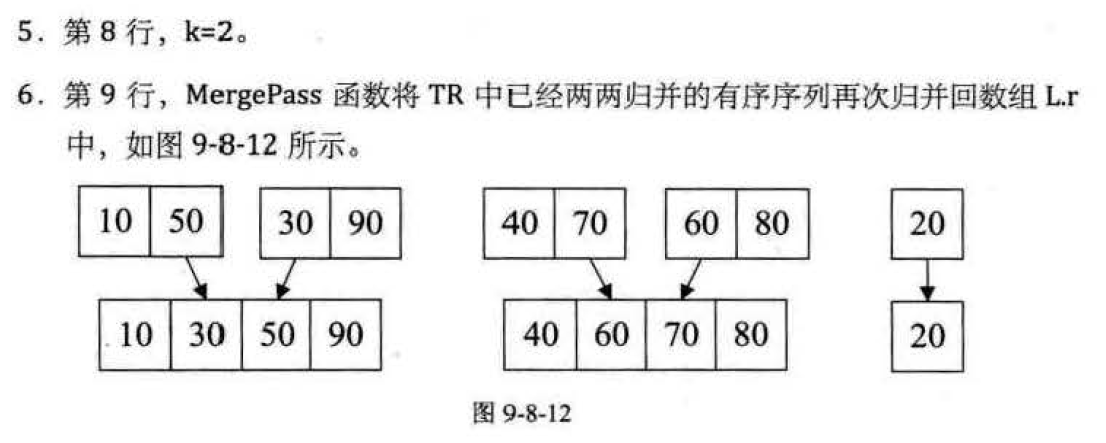 5．第 8 行，k=2。
6．第 9 行，MergePass 函数将 TR 中已经两两归并的有序序列再次归并回数组 L.r
中，如图 9-8-12 所示。
10 50 30 90 40 70 60 80 20
10 30 50 90 40 60 70 80 20
图 9-8-12